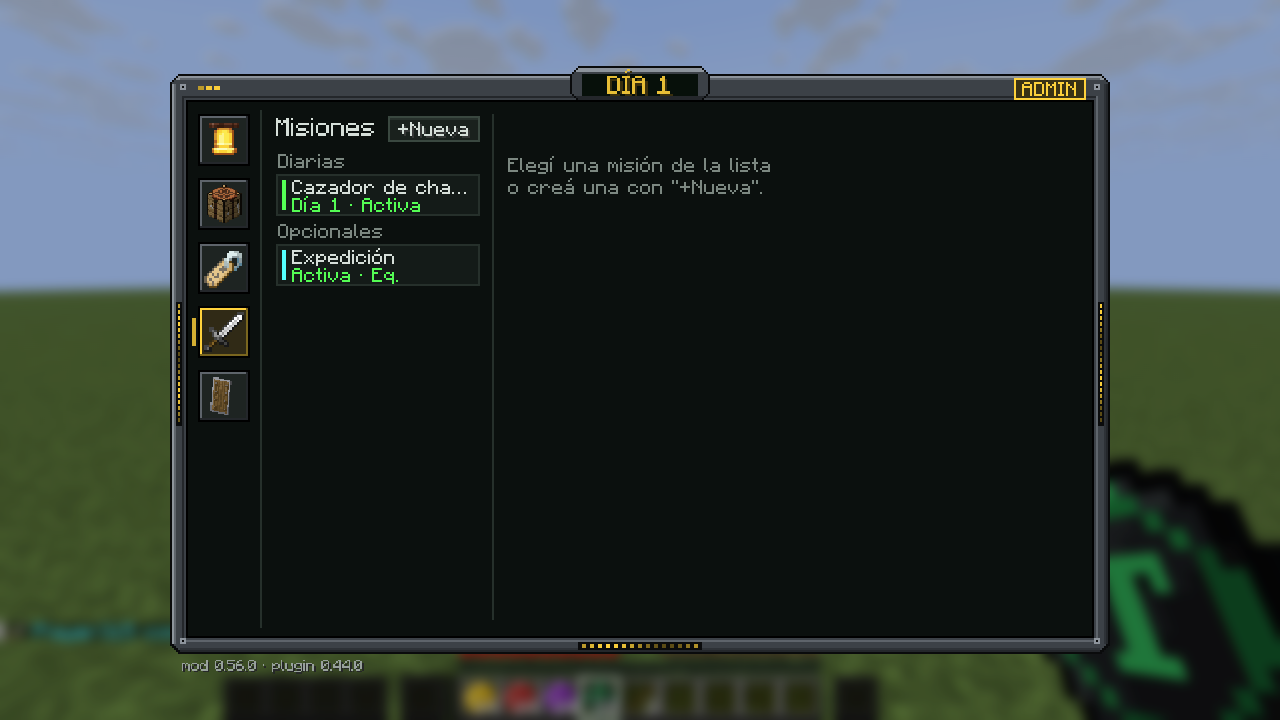 DÍA 1
ADMIN
Misiones
+Nueva
Diarias
Cazador de cha...
Día 1 · Activa
Opcionales
Expedición
Activa · Eq.
Elegí una misión de la lista
o creá una con "+Nueva".
mod 0.56.0 · plugin 0.44.0